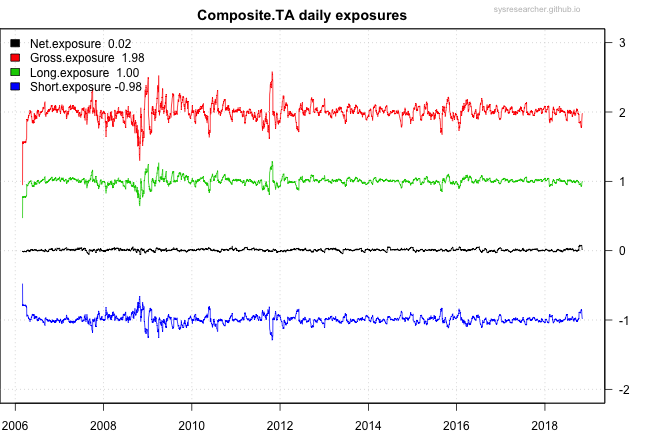 Composite.TA daily exposures
sysresearcher.github.io
Net.exposure 0.02
Gross.exposure 1.98
Long.exposure 1.00
Short.exposure -0.98
3
2
1
0
-1
-2
2006 2008 2010 2012 2014 2016 2018